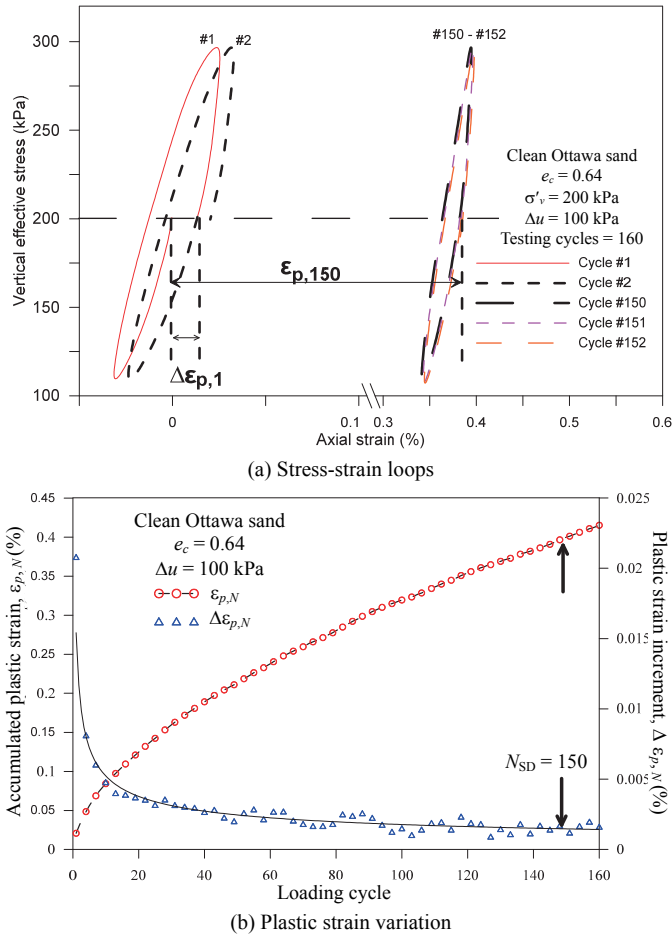 #1
#2
#150 - #152
300
250
200
150
100
Vertical effective stress (kPa)
Clean Ottawa sand
e_c = 0.64
σ'_v = 200 kPa
Δu = 100 kPa
Testing cycles = 160
Cycle #1
Cycle #2
Cycle #150
Cycle #151
Cycle #152
ε_p,150
Δε_p,1
0 0.1 0.3 0.4 0.5 0.6
Axial strain (%)
(a) Stress-strain loops
0.45
0.4
0.35
0.3
0.25
0.2
0.15
0.1
0.05
0
Accumulated plastic strain, ε_p,N (%)
Clean Ottawa sand
e_c = 0.64
Δu = 100 kPa
ε_p,N
Δε_p,N
N_SD = 150
0.025
0.02
0.015
0.01
0.005
0
Plastic strain increment, Δ ε_p,N (%)
0 20 40 60 80 100 120 140 160
Loading cycle
(b) Plastic strain variation